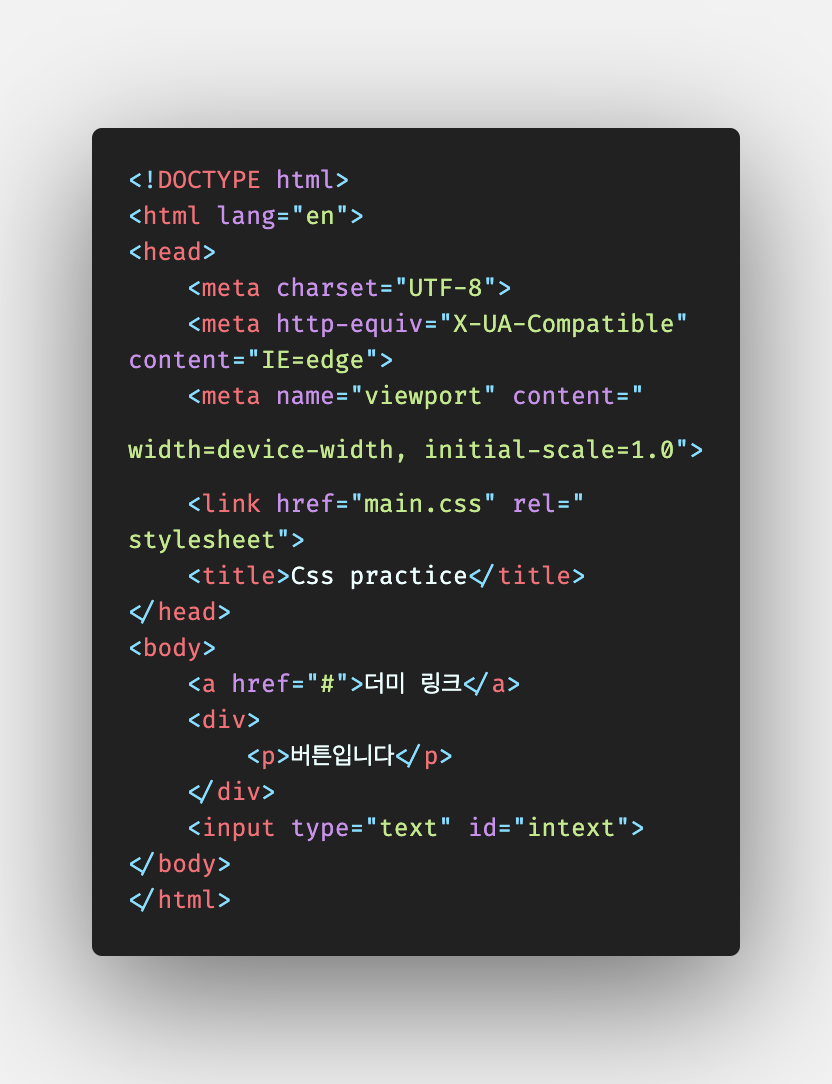 <!DOCTYPE html>
<html lang="en">
<head>
    <meta charset="UTF-8">
    <meta http-equiv="X-UA-Compatible"
content="IE=edge">
    <meta name="viewport" content="
width=device-width, initial-scale=1.0">
    <link href="main.css" rel="
stylesheet">
    <title>Css practice</title>
</head>
<body>
    <a href="#">더미 링크</a>
    <div>
        <p>버튼입니다</p>
    </div>
    <input type="text" id="intext">
</body>
</html>